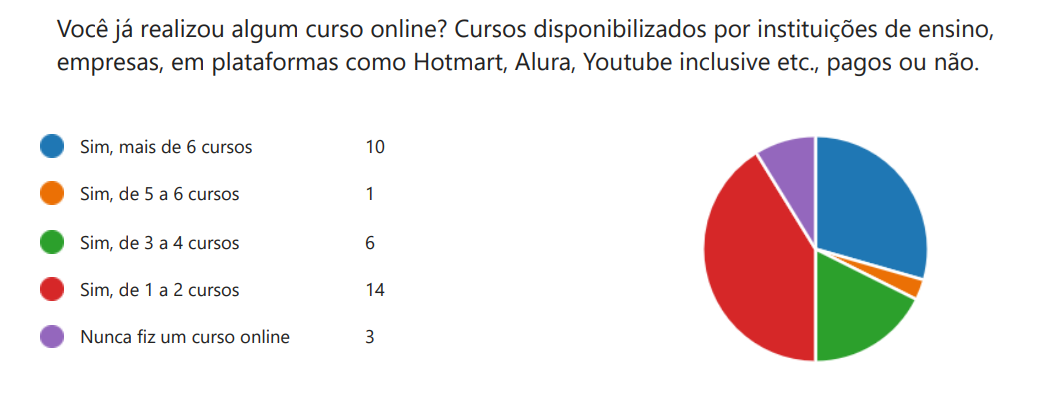 Você já realizou algum curso online? Cursos disponibilizados por instituições de ensino,
empresas, em plataformas como Hotmart, Alura, Youtube inclusive etc., pagos ou não.
Sim, mais de 6 cursos 10
Sim, de 5 a 6 cursos 1
Sim, de 3 a 4 cursos 6
Sim, de 1 a 2 cursos 14
Nunca fiz um curso online 3